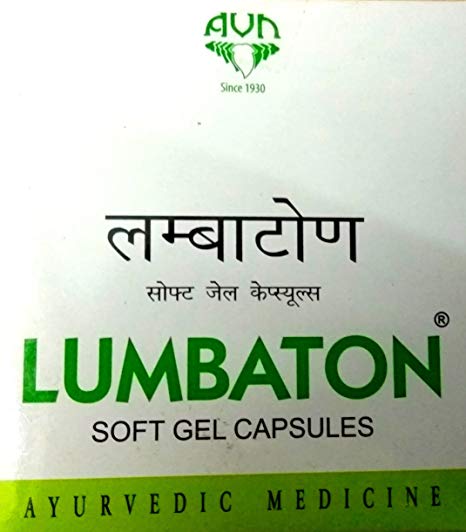 AVN
Since 1930
लम्बाटोण
सोफ्ट जेल केप्स्यूल्स
LUMBATON®
SOFT GEL CAPSULES
AYURVEDIC MEDICINE